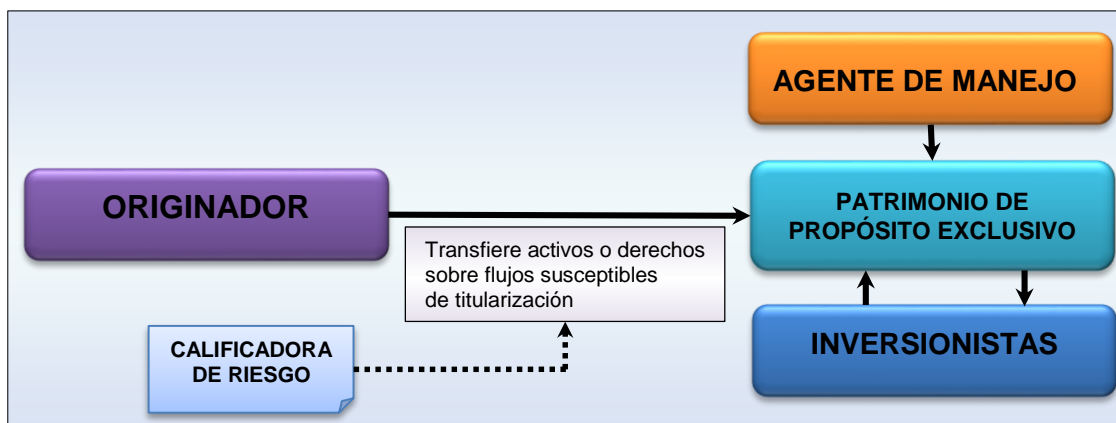 AGENTE DE MANEJO
ORIGINADOR
PATRIMONIO DE
PROPÓSITO EXCLUSIVO
Transfiere activos o derechos
sobre flujos susceptibles
de titularización
CALIFICADORA
DE RIESGO
INVERSIONISTAS